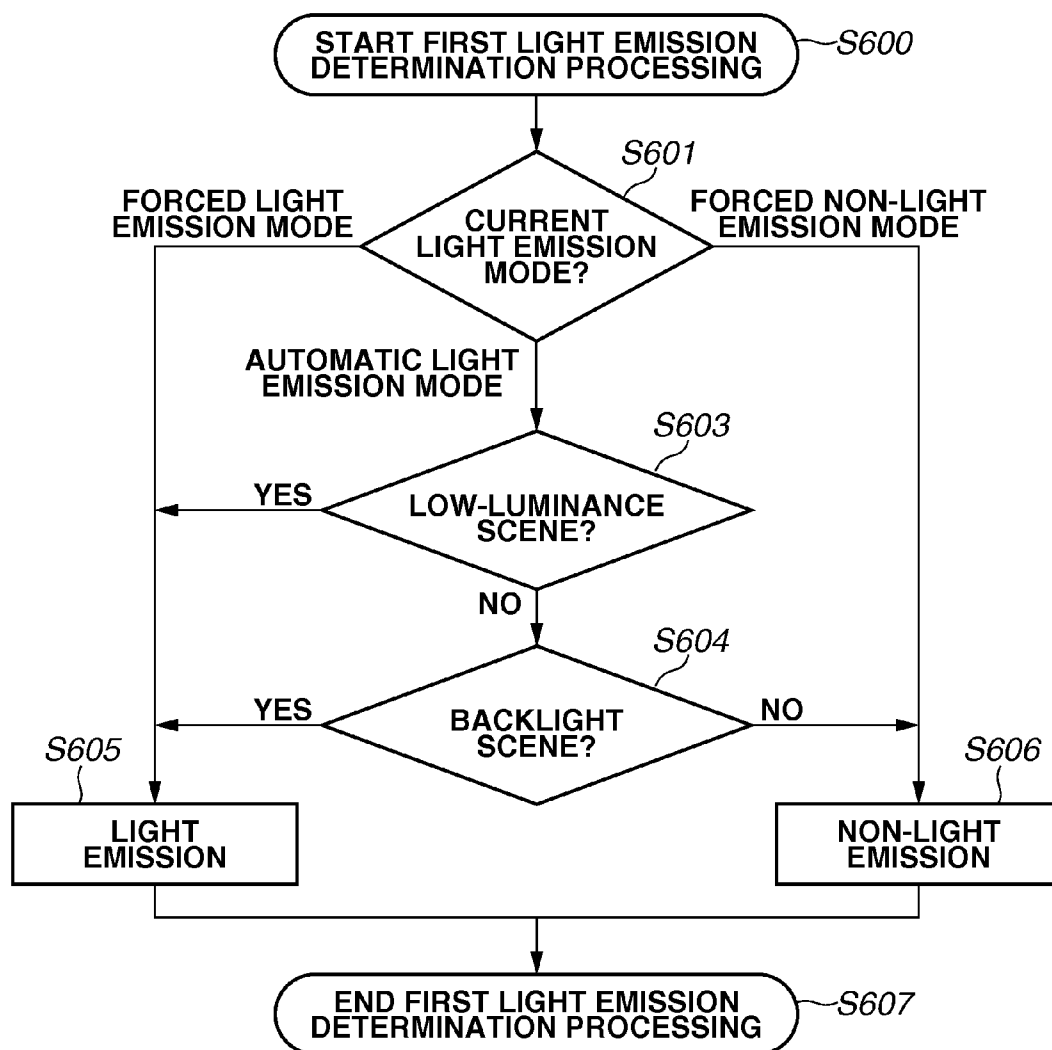 START FIRST LIGHT EMISSION
DETERMINATION PROCESSING
S600
S601
FORCED LIGHT
EMISSION MODE
CURRENT
LIGHT EMISSION
MODE?
FORCED NON-LIGHT
EMISSION MODE
AUTOMATIC LIGHT
EMISSION MODE
S603
YES
LOW-LUMINANCE
SCENE?
NO
S604
YES
BACKLIGHT
SCENE?
NO
S605
LIGHT
EMISSION
S606
NON-LIGHT
EMISSION
END FIRST LIGHT EMISSION
DETERMINATION PROCESSING
S607